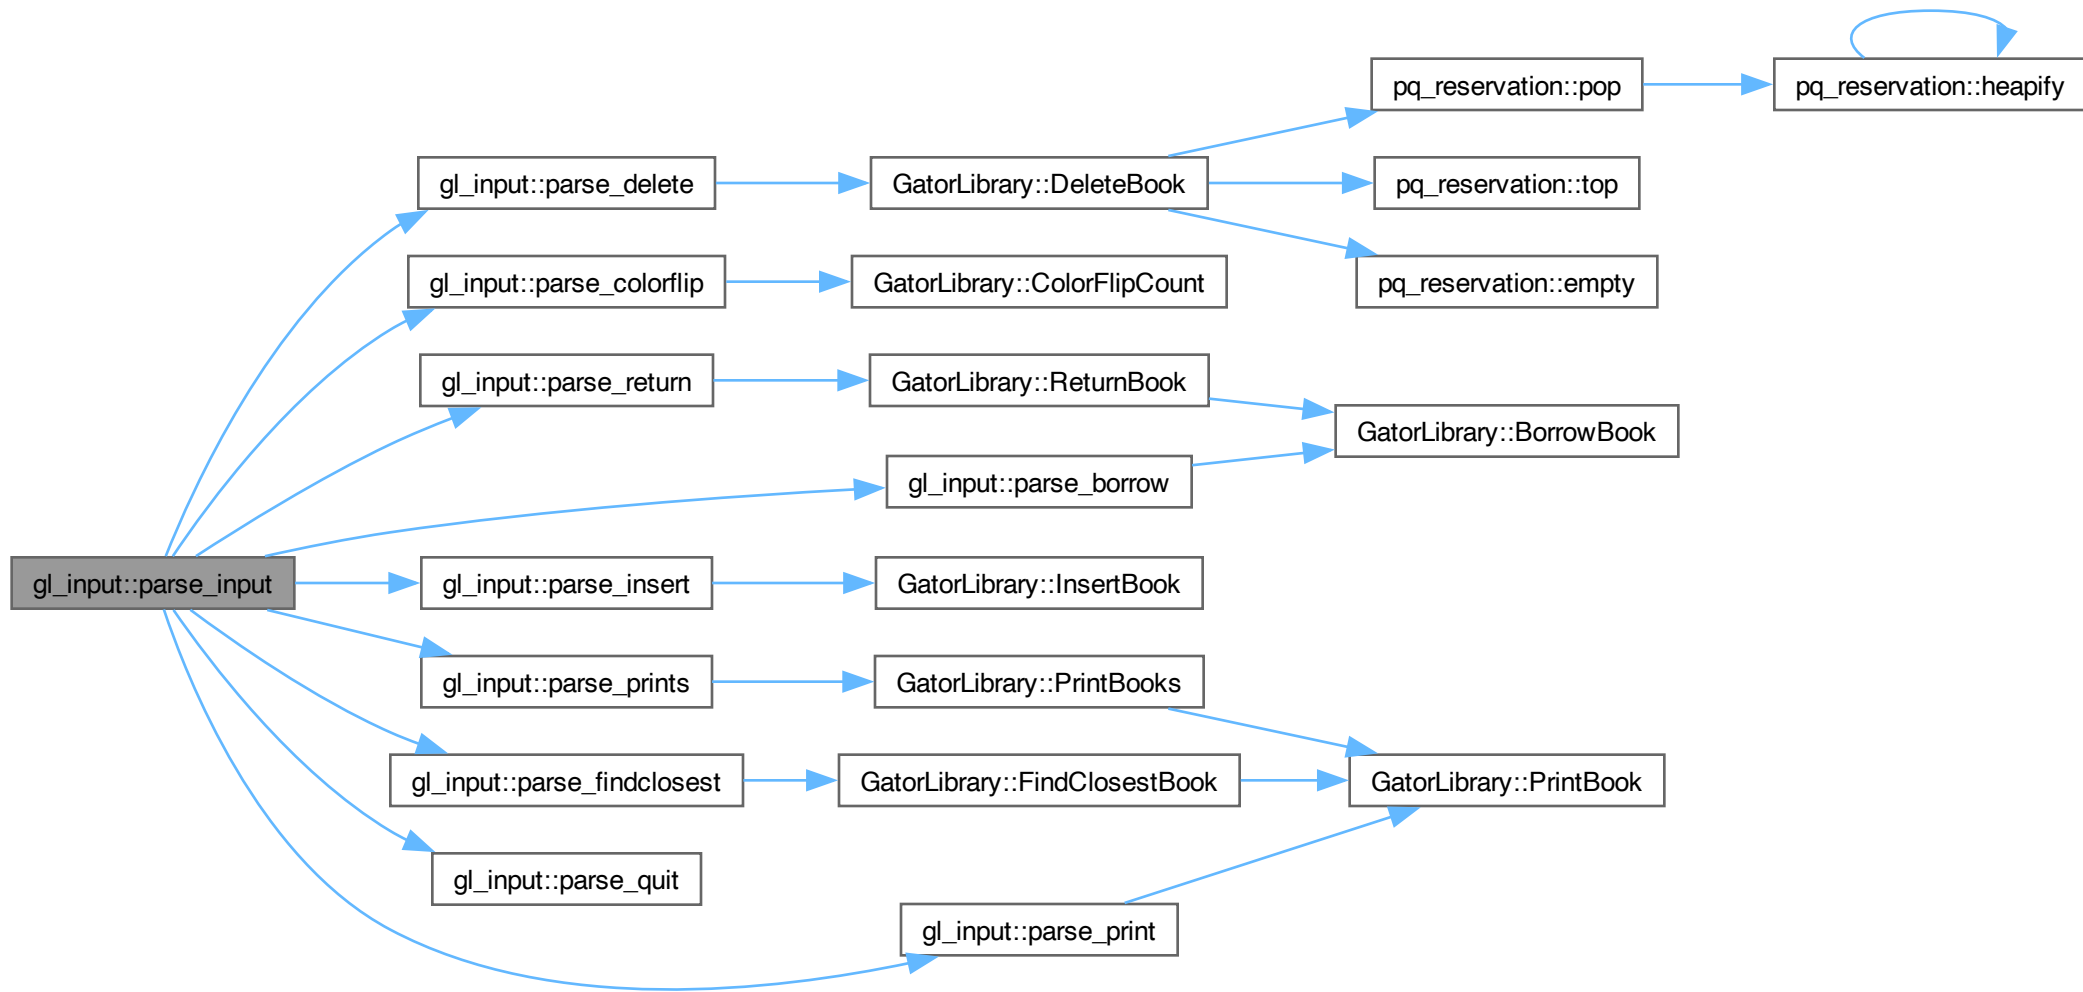 pq_reservation::pop
pq_reservation::heapify
gl_input::parse_delete
GatorLibrary::DeleteBook
pq_reservation::top
gl_input::parse_colorflip
GatorLibrary::ColorFlipCount
pq_reservation::empty
gl_input::parse_return
GatorLibrary::ReturnBook
GatorLibrary::BorrowBook
gl_input::parse_borrow
gl_input::parse_input
gl_input::parse_insert
GatorLibrary::InsertBook
gl_input::parse_prints
GatorLibrary::PrintBooks
gl_input::parse_findclosest
GatorLibrary::FindClosestBook
GatorLibrary::PrintBook
gl_input::parse_quit
gl_input::parse_print